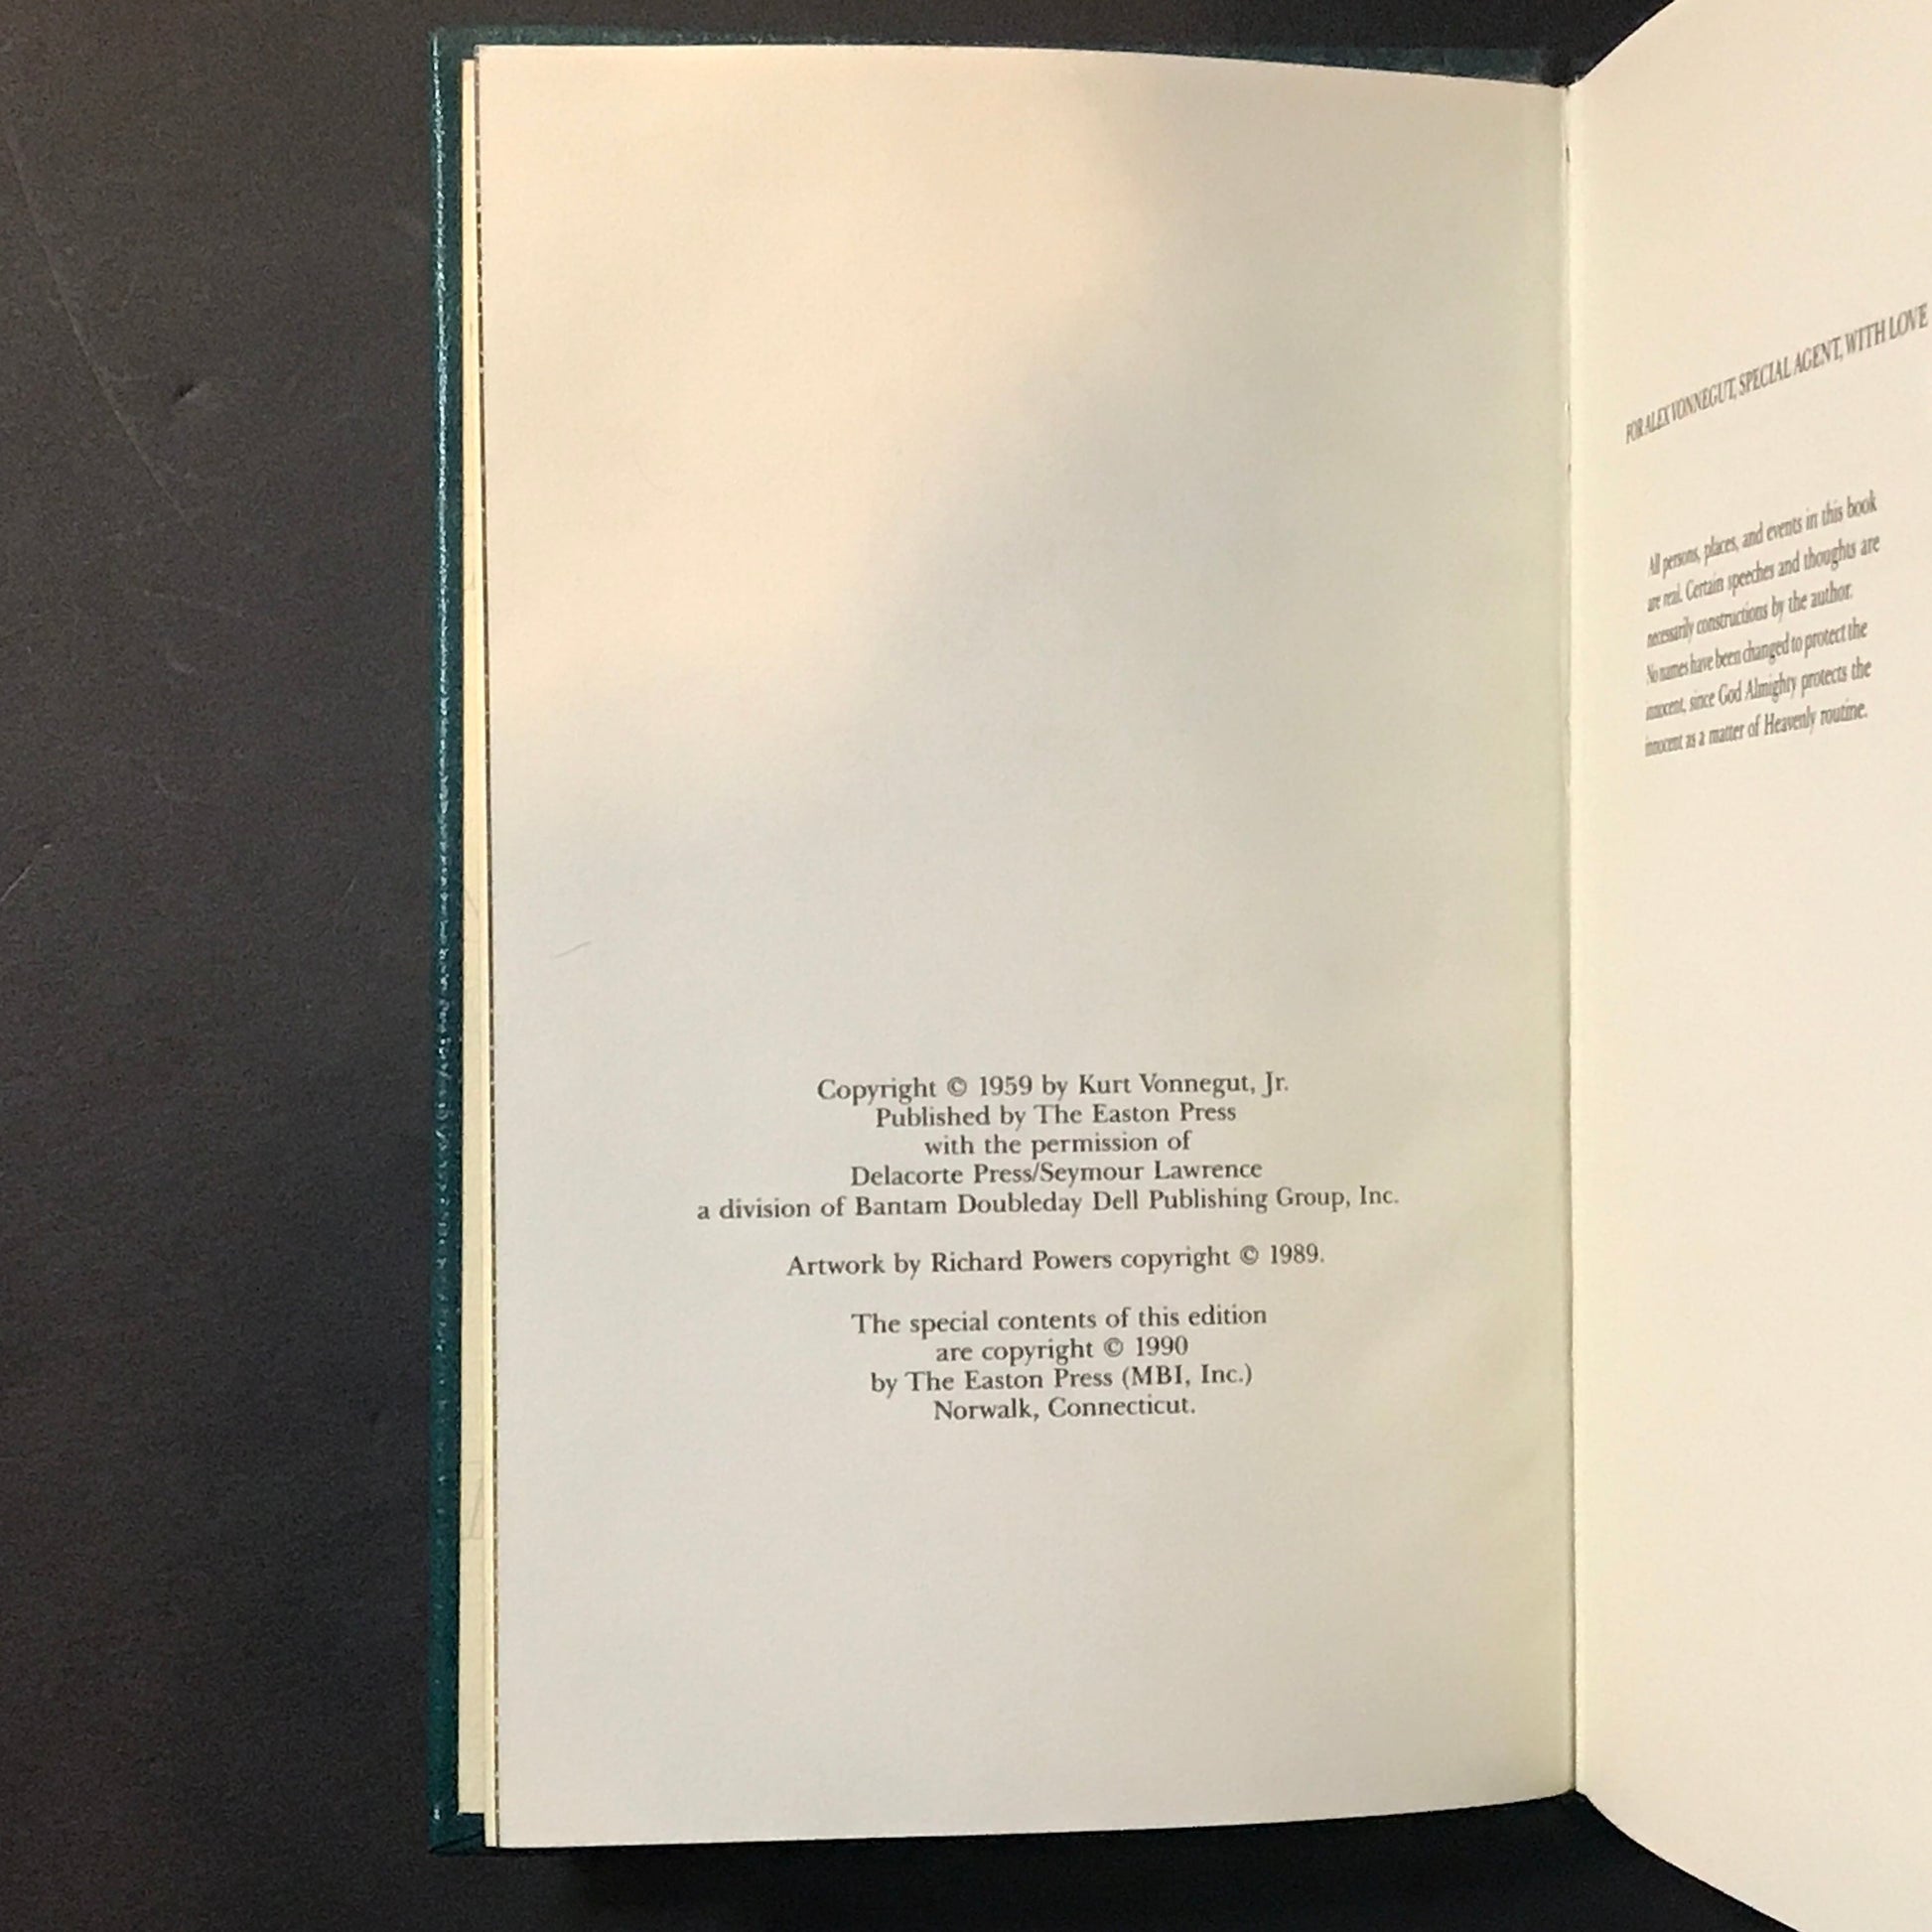 Copyright © 1959 by Kurt Vonnegut, Jr.
Published by The Easton Press
with the permission of
Delacorte Press/Seymour Lawrence
a division of Bantam Doubleday Dell Publishing Group, Inc.
Artwork by Richard Powers copyright © 1989.
The special contents of this edition
are copyright © 1990
by The Easton Press (MBI, Inc.)
Norwalk, Connecticut.
FOR ALEX VONNEGUT, SPECIAL AGENT, WITH LOVE
All persons, places, and events in this book
are real. Certain speeches and thoughts are
necessarily constructions by the author.
No names have been changed to protect the
innocent, since God Almighty protects the
innocent as a matter of Heavenly routine.